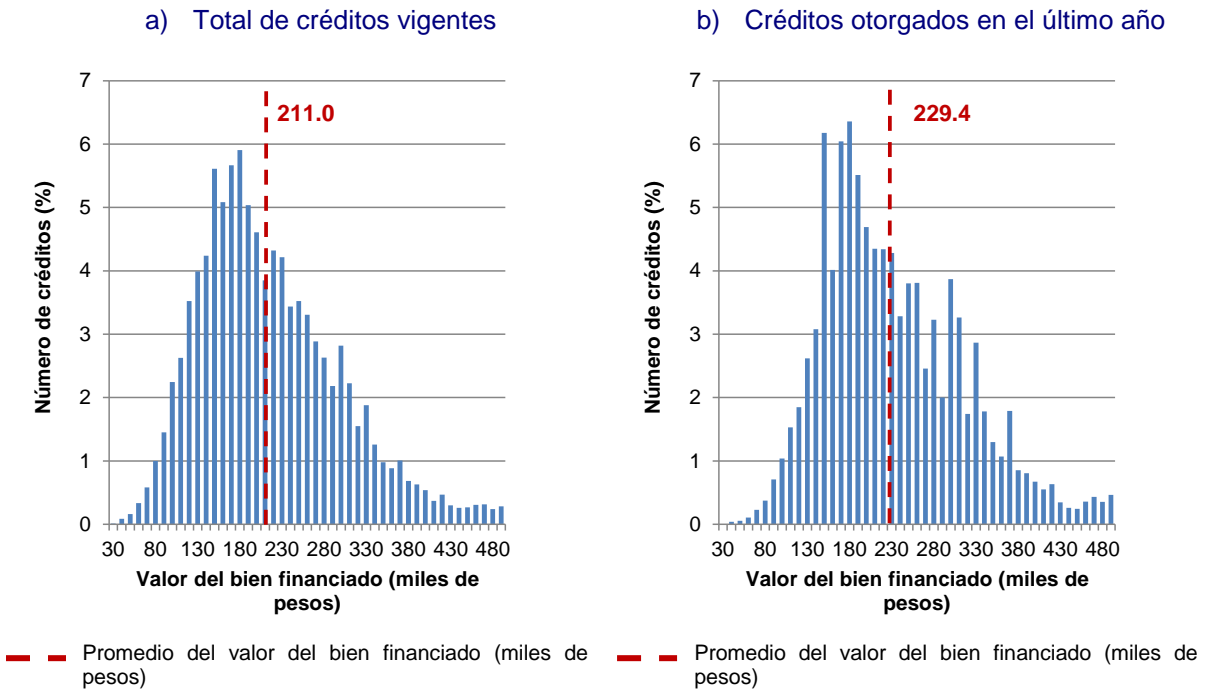 a) Total de créditos vigentes
7
6
5
4
3
2
1
0
211.0
Número de créditos (%)
30 80 130 180 230 280 330 380 430 480
Valor del bien financiado (miles de
pesos)
Promedio del valor del bien financiado (miles de
pesos)
b) Créditos otorgados en el último año
7
6
5
4
3
2
1
0
229.4
Número de créditos (%)
30 80 130 180 230 280 330 380 430 480
Valor del bien financiado (miles de
pesos)
Promedio del valor del bien financiado (miles de
pesos)